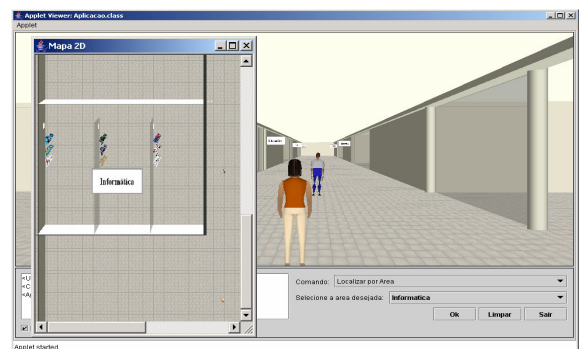 Applet Viewer: Aplicacao.class
Applet
Mapa 2D
Informática
<U
<C
<Ap
Comando: Localizar por Area
Selecione a area desejada: Informatica
Ok Limpar Sair
Applet started.